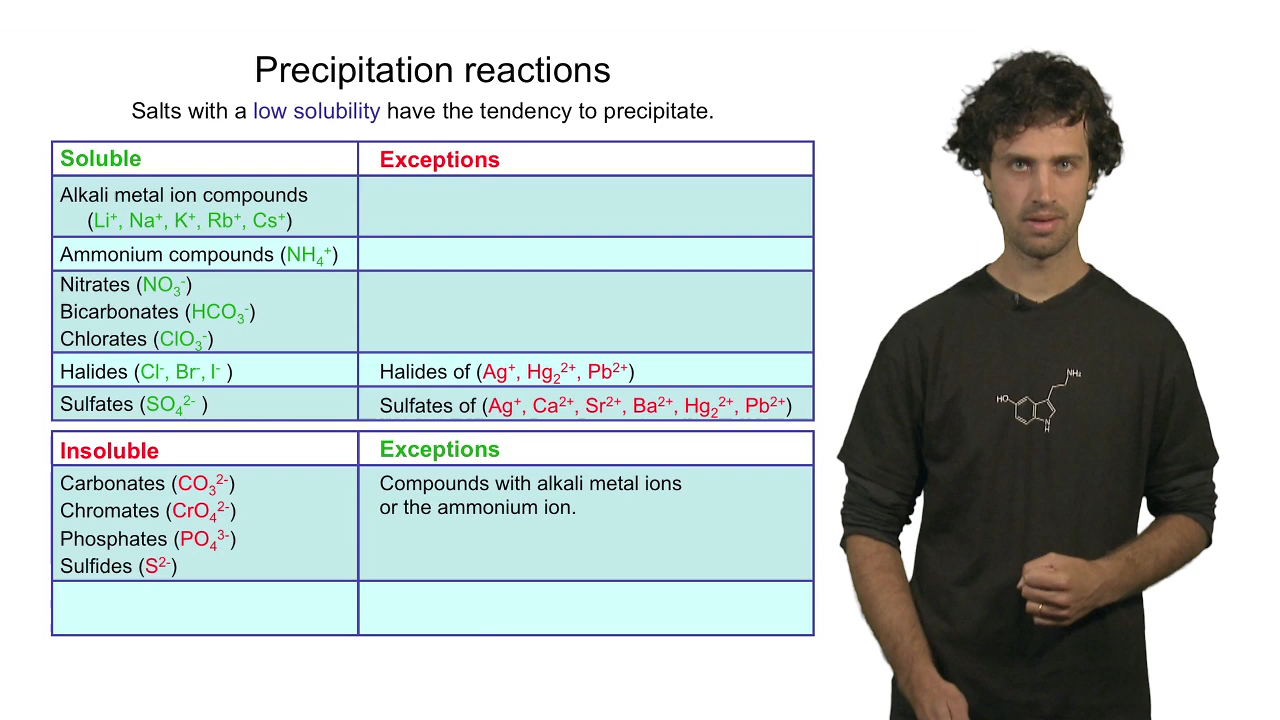 Precipitation reactions
Salts with a low solubility have the tendency to precipitate.
Soluble
Exceptions
Alkali metal ion compounds
(Li⁺, Na⁺, K⁺, Rb⁺, Cs⁺)
Ammonium compounds (NH₄⁺)
Nitrates (NO₃⁻)
Bicarbonates (HCO₃⁻)
Chlorates (ClO₃⁻)
Halides (Cl⁻, Br⁻, I⁻ )
Halides of (Ag⁺, Hg₂²⁺, Pb²⁺)
Sulfates (SO₄²⁻ )
Sulfates of (Ag⁺, Ca²⁺, Sr²⁺, Ba²⁺, Hg₂²⁺, Pb²⁺)
Insoluble
Exceptions
Carbonates (CO₃²⁻)
Chromates (CrO₄²⁻)
Phosphates (PO₄³⁻)
Sulfides (S²⁻)
Compounds with alkali metal ions
or the ammonium ion.
NH₂
HO
N
H